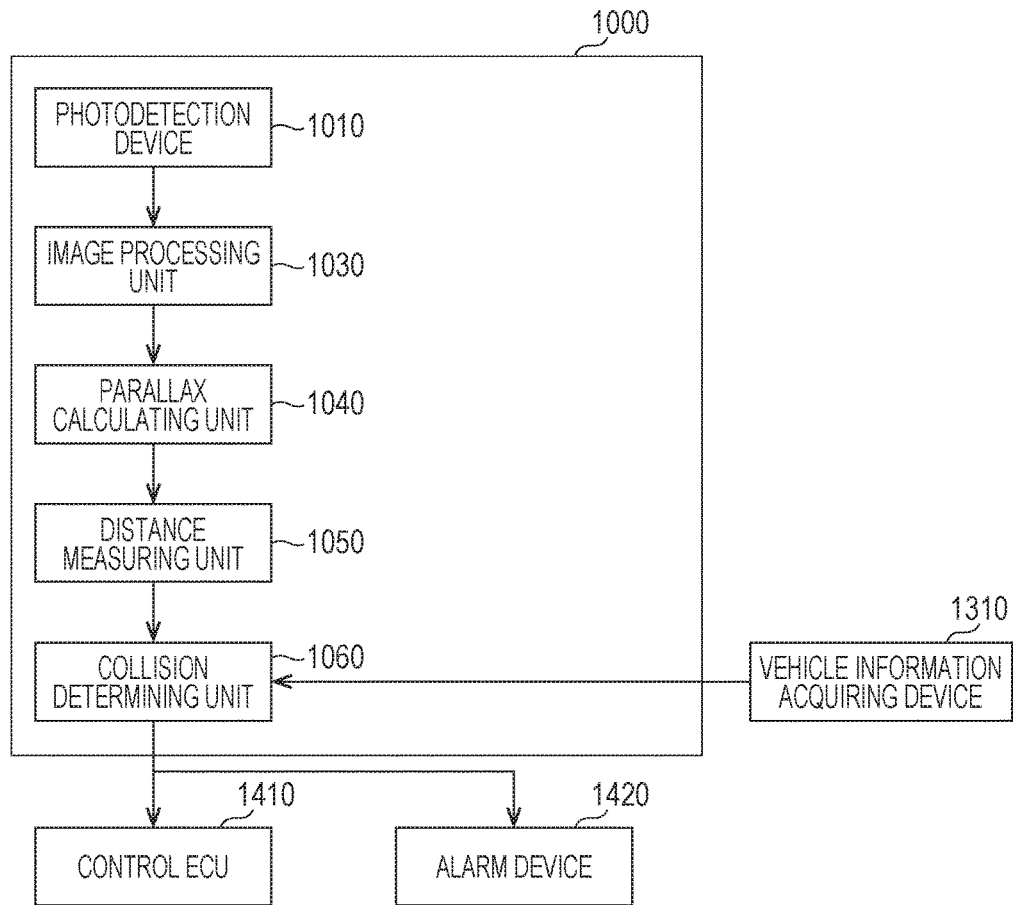 1000
PHOTODETECTION
DEVICE
1010
IMAGE PROCESSING
UNIT
1030
PARALLAX
CALCULATING UNIT
1040
DISTANCE
MEASURING UNIT
1050
COLLISION
DETERMINING UNIT
1060
1310
VEHICLE INFORMATION
ACQUIRING DEVICE
1410
CONTROL ECU
1420
ALARM DEVICE